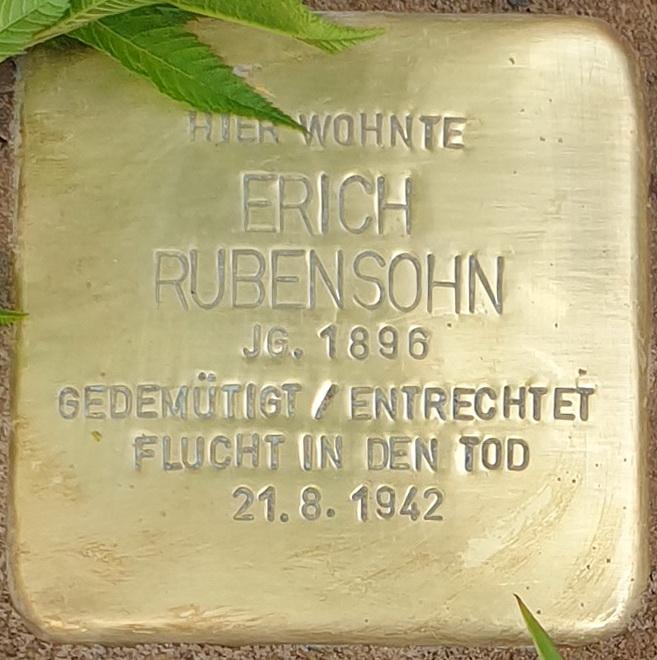 HIER WOHNTE
ERICH
RUBENSOHN
JG. 1896
GEDEMÜTIGT / ENTRECHTET
FLUCHT IN DEN TOD
21.8.1942